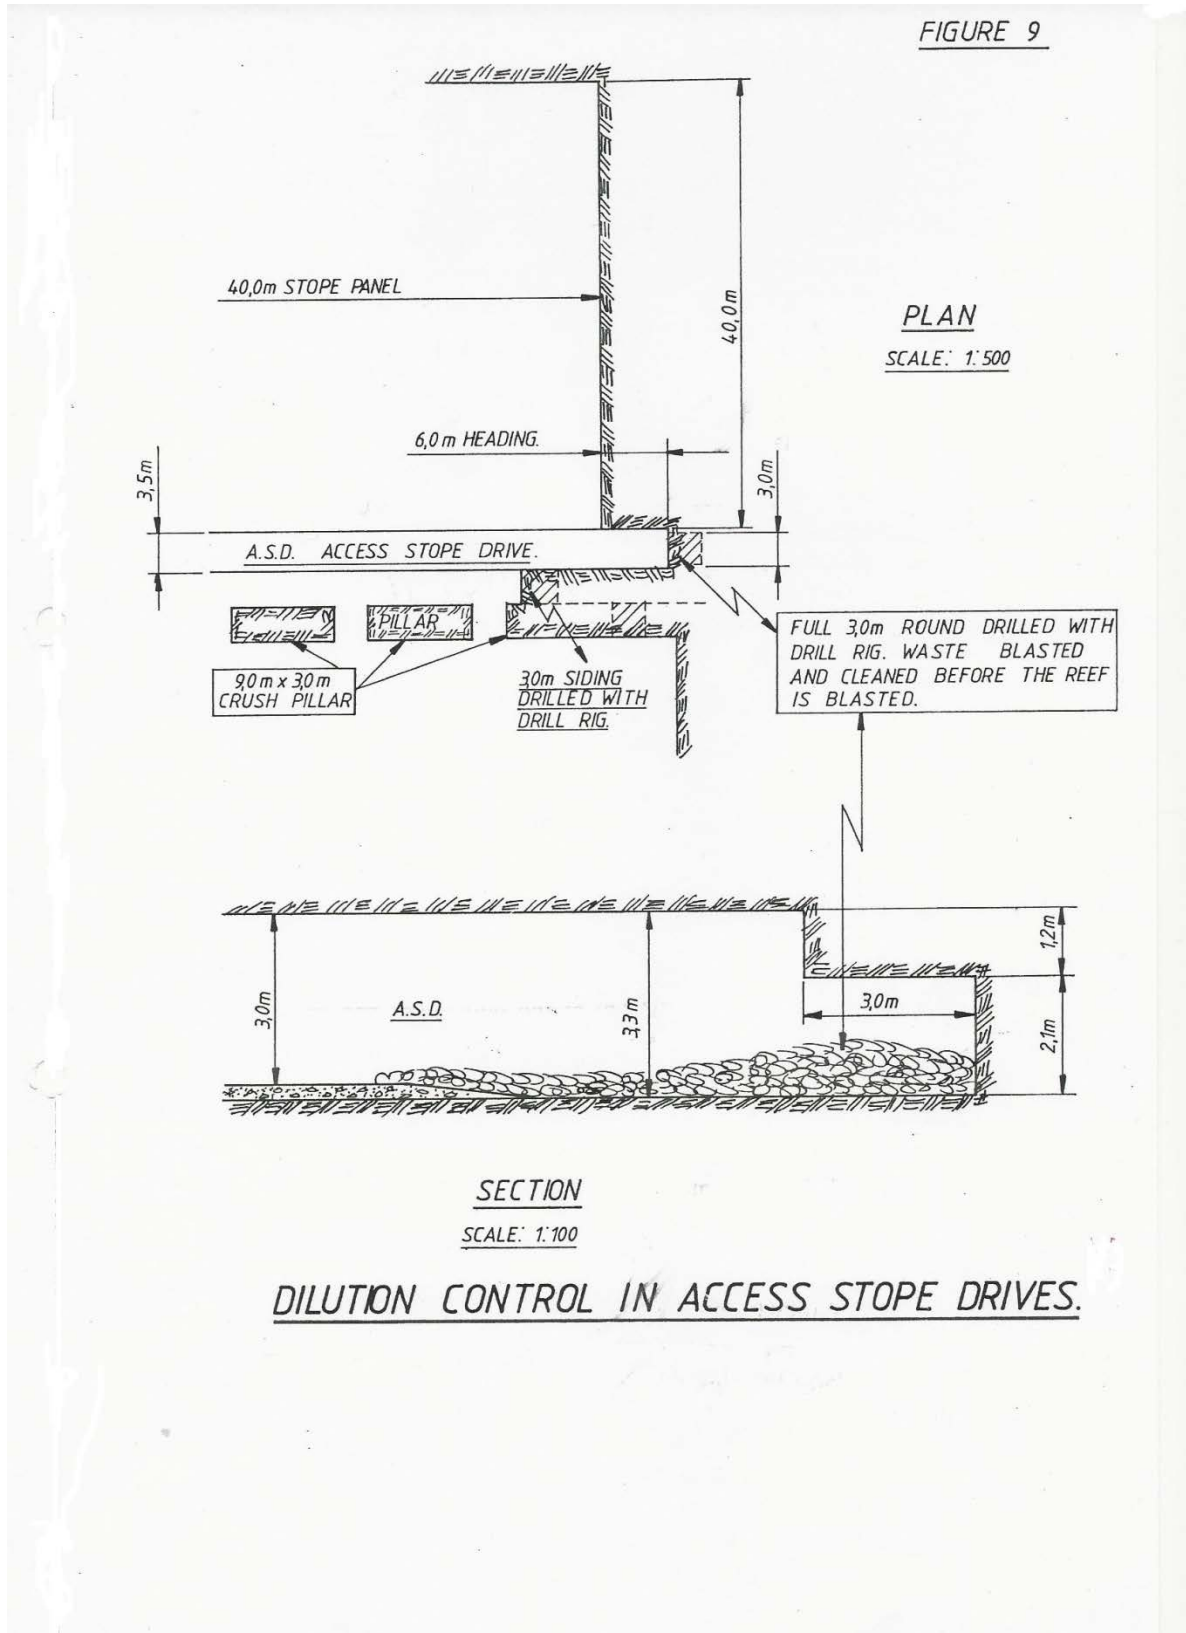 FIGURE 9
40,0m STOPE PANEL
40,0m
PLAN
SCALE: 1:500
6,0m HEADING.
3,5m
3,0m
A.S.D. ACCESS STOPE DRIVE.
PILLAR
9,0m x 3,0m
CRUSH PILLAR
3,0m SIDING
DRILLED WITH
DRILL RIG.
FULL 3,0m ROUND DRILLED WITH
DRILL RIG. WASTE BLASTED
AND CLEANED BEFORE THE REEF
IS BLASTED.
1,2m
3,0m
A.S.D.
3,3m
3,0m
2,1m
SECTION
SCALE: 1:100
DILUTION CONTROL IN ACCESS STOPE DRIVES.